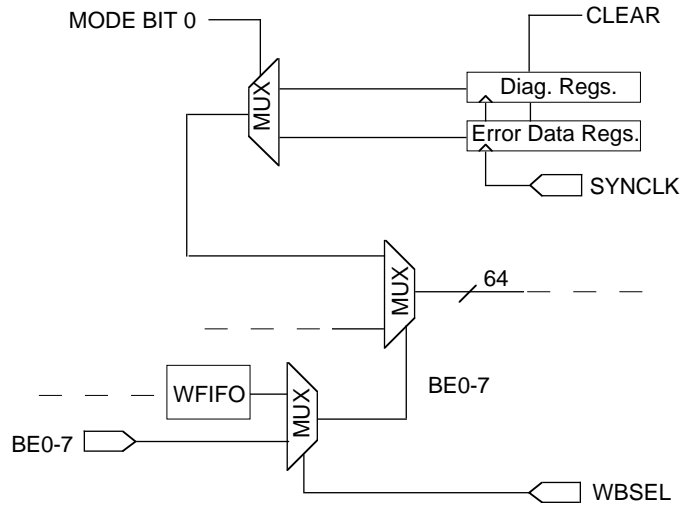 MODE BIT 0
CLEAR
Diag. Regs.
MUX
Error Data Regs.
SYNCLK
MUX
64
WFIFO
MUX
BE0-7
BE0-7
WBSEL